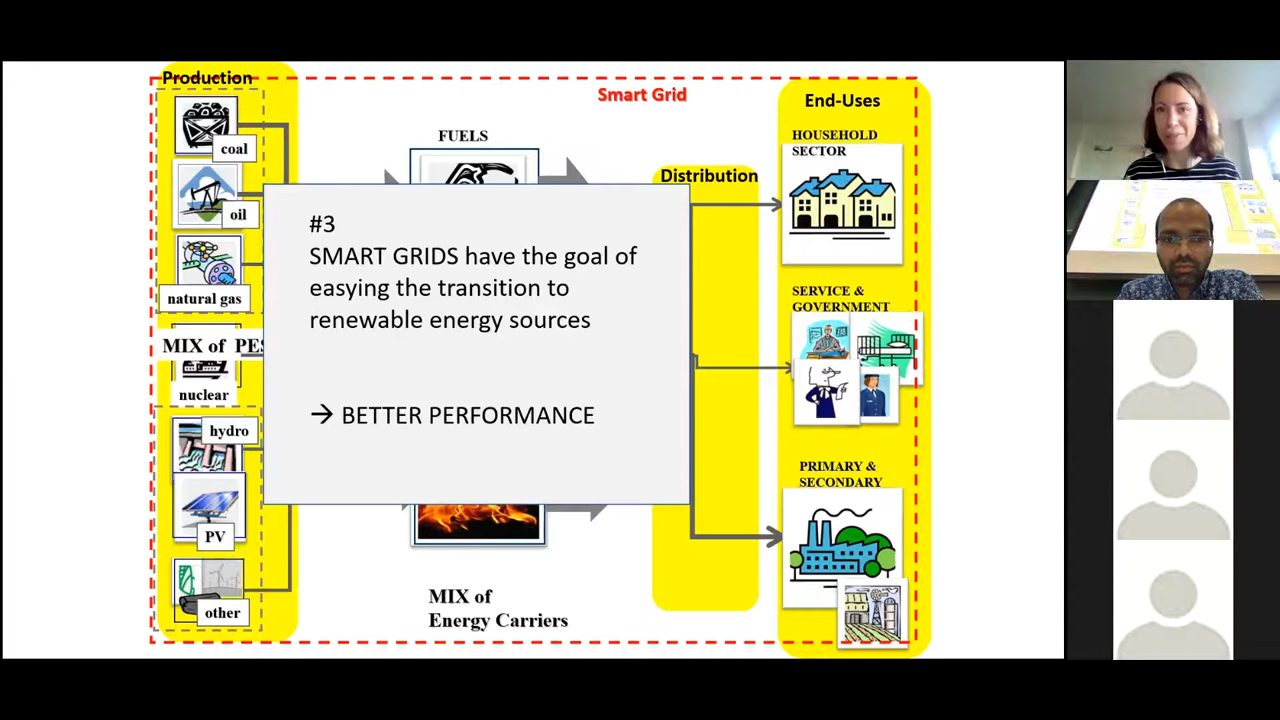 Production
coal
oil
natural gas
MIX of PES
nuclear
hydro
PV
other
Smart Grid
FUELS
#3
SMART GRIDS have the goal of
easying the transition to
renewable energy sources
→ BETTER PERFORMANCE
MIX of
Energy Carriers
Distribution
End-Uses
HOUSEHOLD
SECTOR
SERVICE &
GOVERNMENT
PRIMARY &
SECONDARY